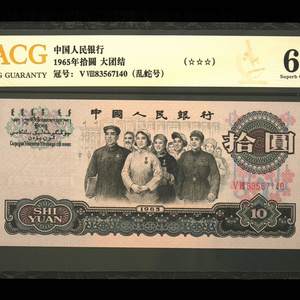 ACG
NG GUARANTY
中国人民银行
1965年拾圆 大团结
冠号：VⅧ83567140（乱蛇号）
(☆☆☆)
6
Superb
中国人民银行
拾圆
VⅧ83567140
SHI YUAN
1965
10